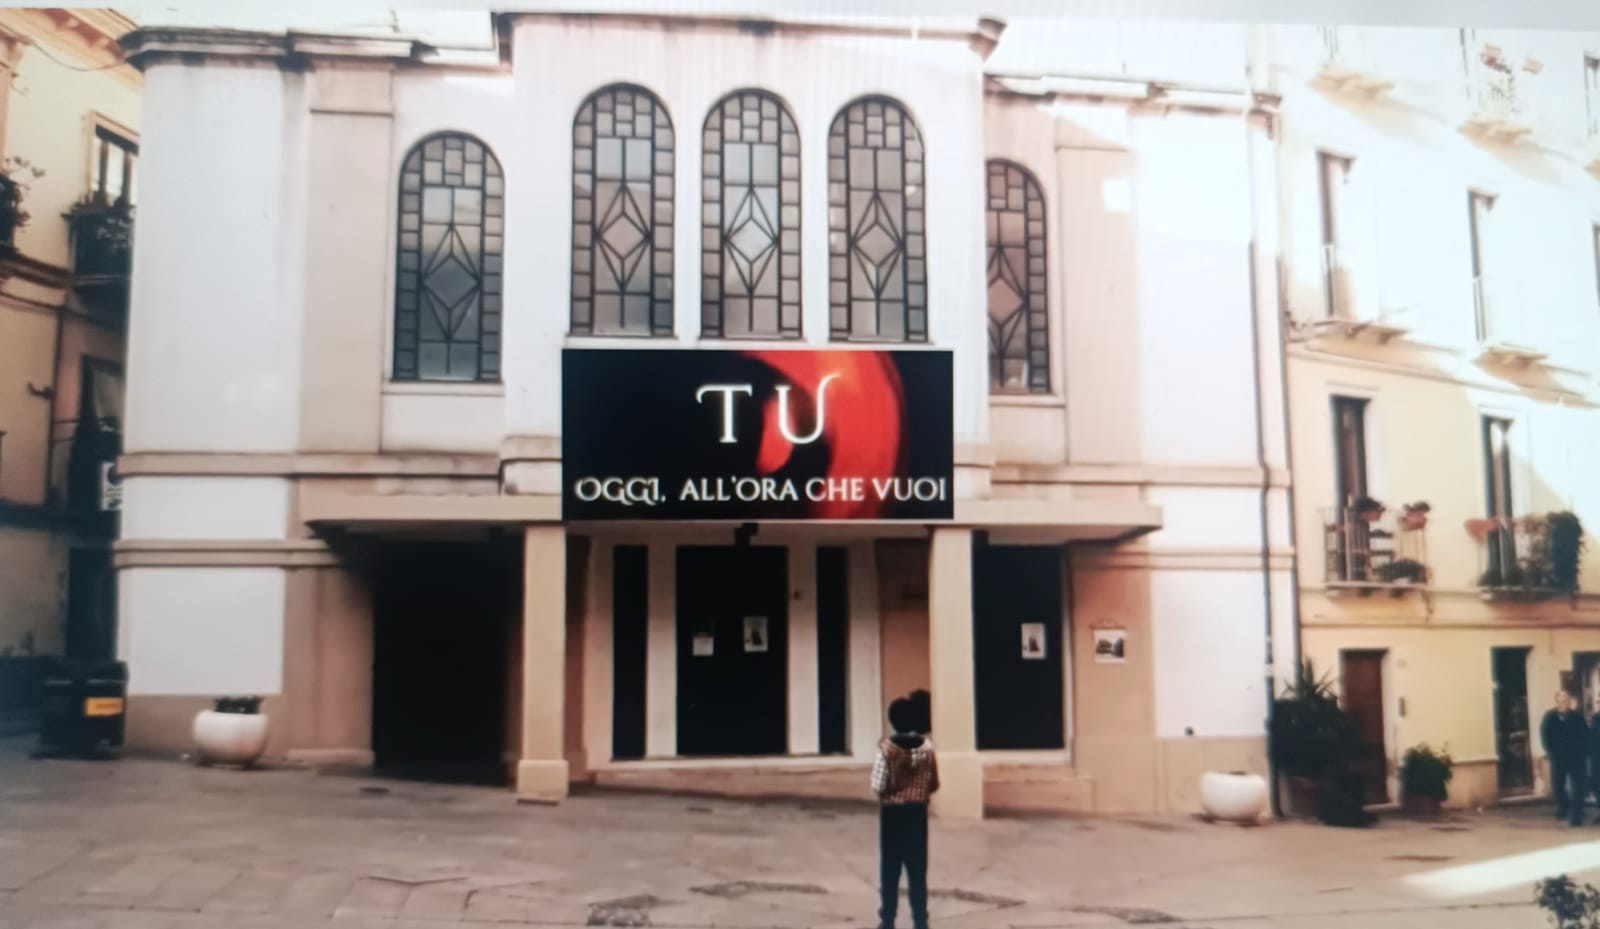 TU
OGGI, ALL'ORA CHE VUOI